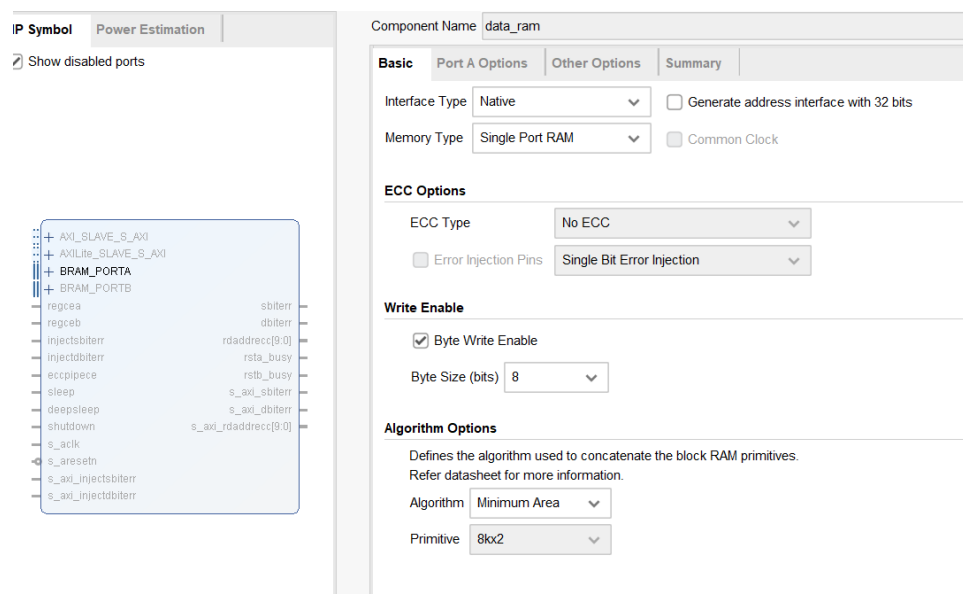 IP Symbol
Power Estimation
Show disabled ports
AXI_SLAVE_S_AXI
AXILite_SLAVE_S_AXI
BRAM_PORTA
BRAM_PORTB
regcea
sbiterr
regceb
dbiterr
injectsbiterr
rdaddrecc[9:0]
injectdbiterr
rsta_busy
eccpipece
rstb_busy
sleep
s_axi_sbiterr
deepsleep
s_axi_dbiterr
shutdown
s_axi_rdaddrecc[9:0]
s_aclk
s_aresetn
s_axi_injectsbiterr
s_axi_injectdbiterr
Component Name data_ram
Basic
Port A Options
Other Options
Summary
Interface Type Native
Generate address interface with 32 bits
Memory Type Single Port RAM
Common Clock
ECC Options
ECC Type No ECC
Error Injection Pins Single Bit Error Injection
Write Enable
Byte Write Enable
Byte Size (bits) 8
Algorithm Options
Defines the algorithm used to concatenate the block RAM primitives.
Refer datasheet for more information.
Algorithm Minimum Area
Primitive 8kx2